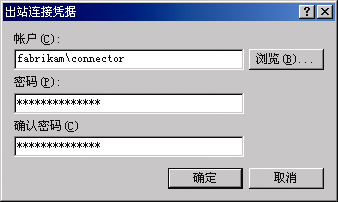 出站连接凭据
帐户(C):
fabrikam\connector
浏览(B)...
密码(P):
**************
确认密码(C)
**************
确定
取消